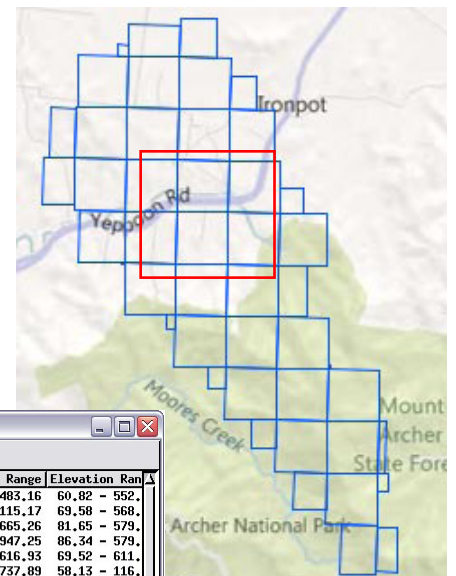 Ironpot
Yeppoon Rd
Moores Creek
Mount
Archer
State Fore
Archer National Park
Range Elevation Ran
483.16 60.82 - 552.
115.17 69.58 - 568.
665.26 81.65 - 579.
947.25 86.34 - 579.
616.93 69.52 - 611.
737.89 58.13 - 116.